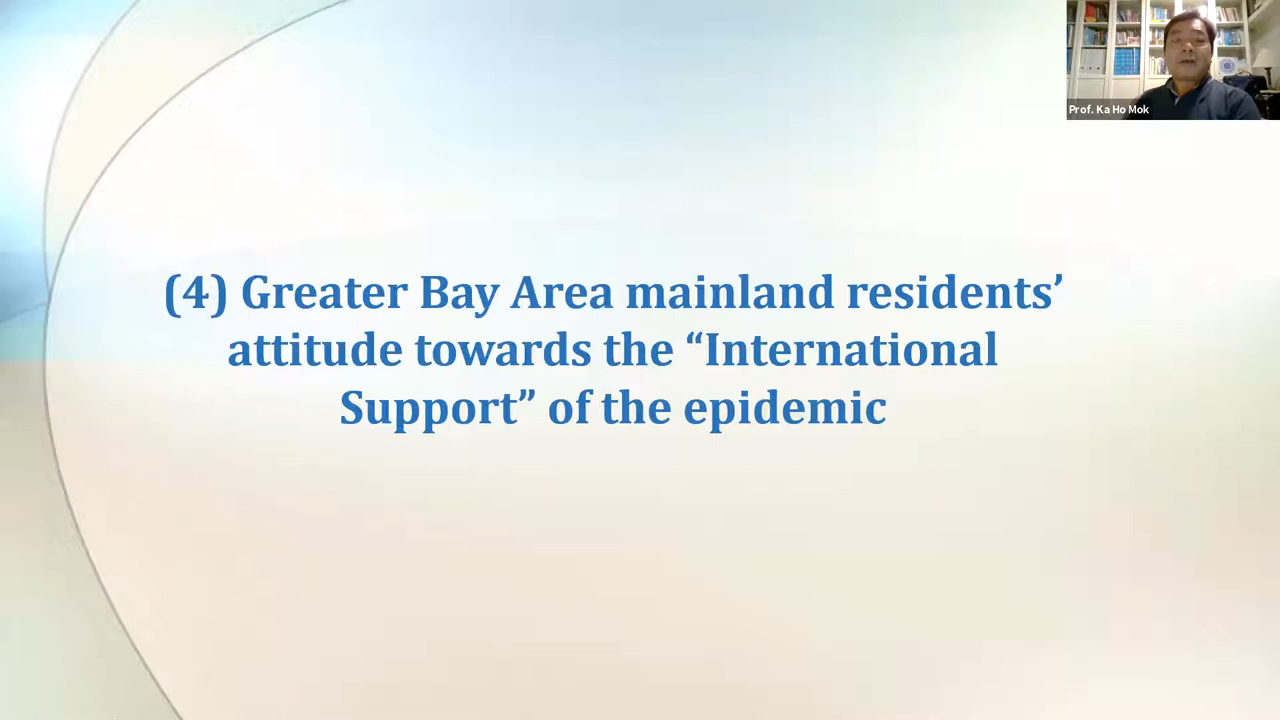 Prof. Ka Ho Mok
(4) Greater Bay Area mainland residents’
attitude towards the “International
Support” of the epidemic